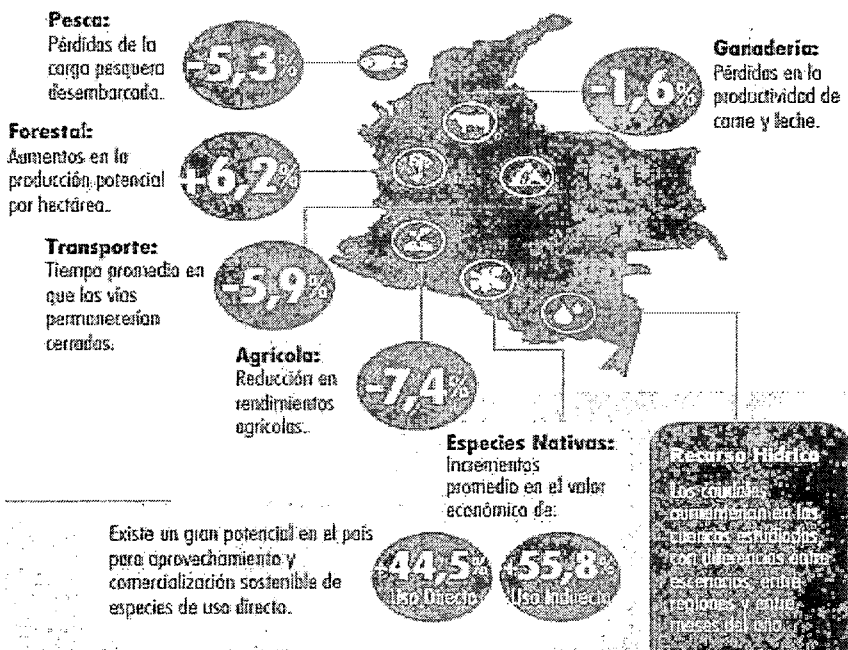 Pesca:
Pérdidas de la
carga pesquera
desembarcada.
-5,3%
Ganadería:
Pérdidas en la
productividad de
carne y leche.
-1,6%
Forestal:
Aumentos en la
producción potencial
por hectárea.
+6,2%
Transporte:
Tiempo promedio en
que las vías
permanecerían
cerradas.
-5,9%
Agrícola:
Reducción en
rendimientos
agrícolas.
-7,4%
Especies Nativas:
Incrementos
promedio en el valor
económico de:
+44,5%
Uso Directo
+55,8%
Uso Indirecto
Existe un gran potencial en el país
para aprovechamiento y
comercialización sostenible de
especies de uso directo.
Recurso Hídrico
Los caudales
aumentarían en las
cuencas estudiadas,
con diferencias entre
escenarios, entre
regiones y entre
meses del año.